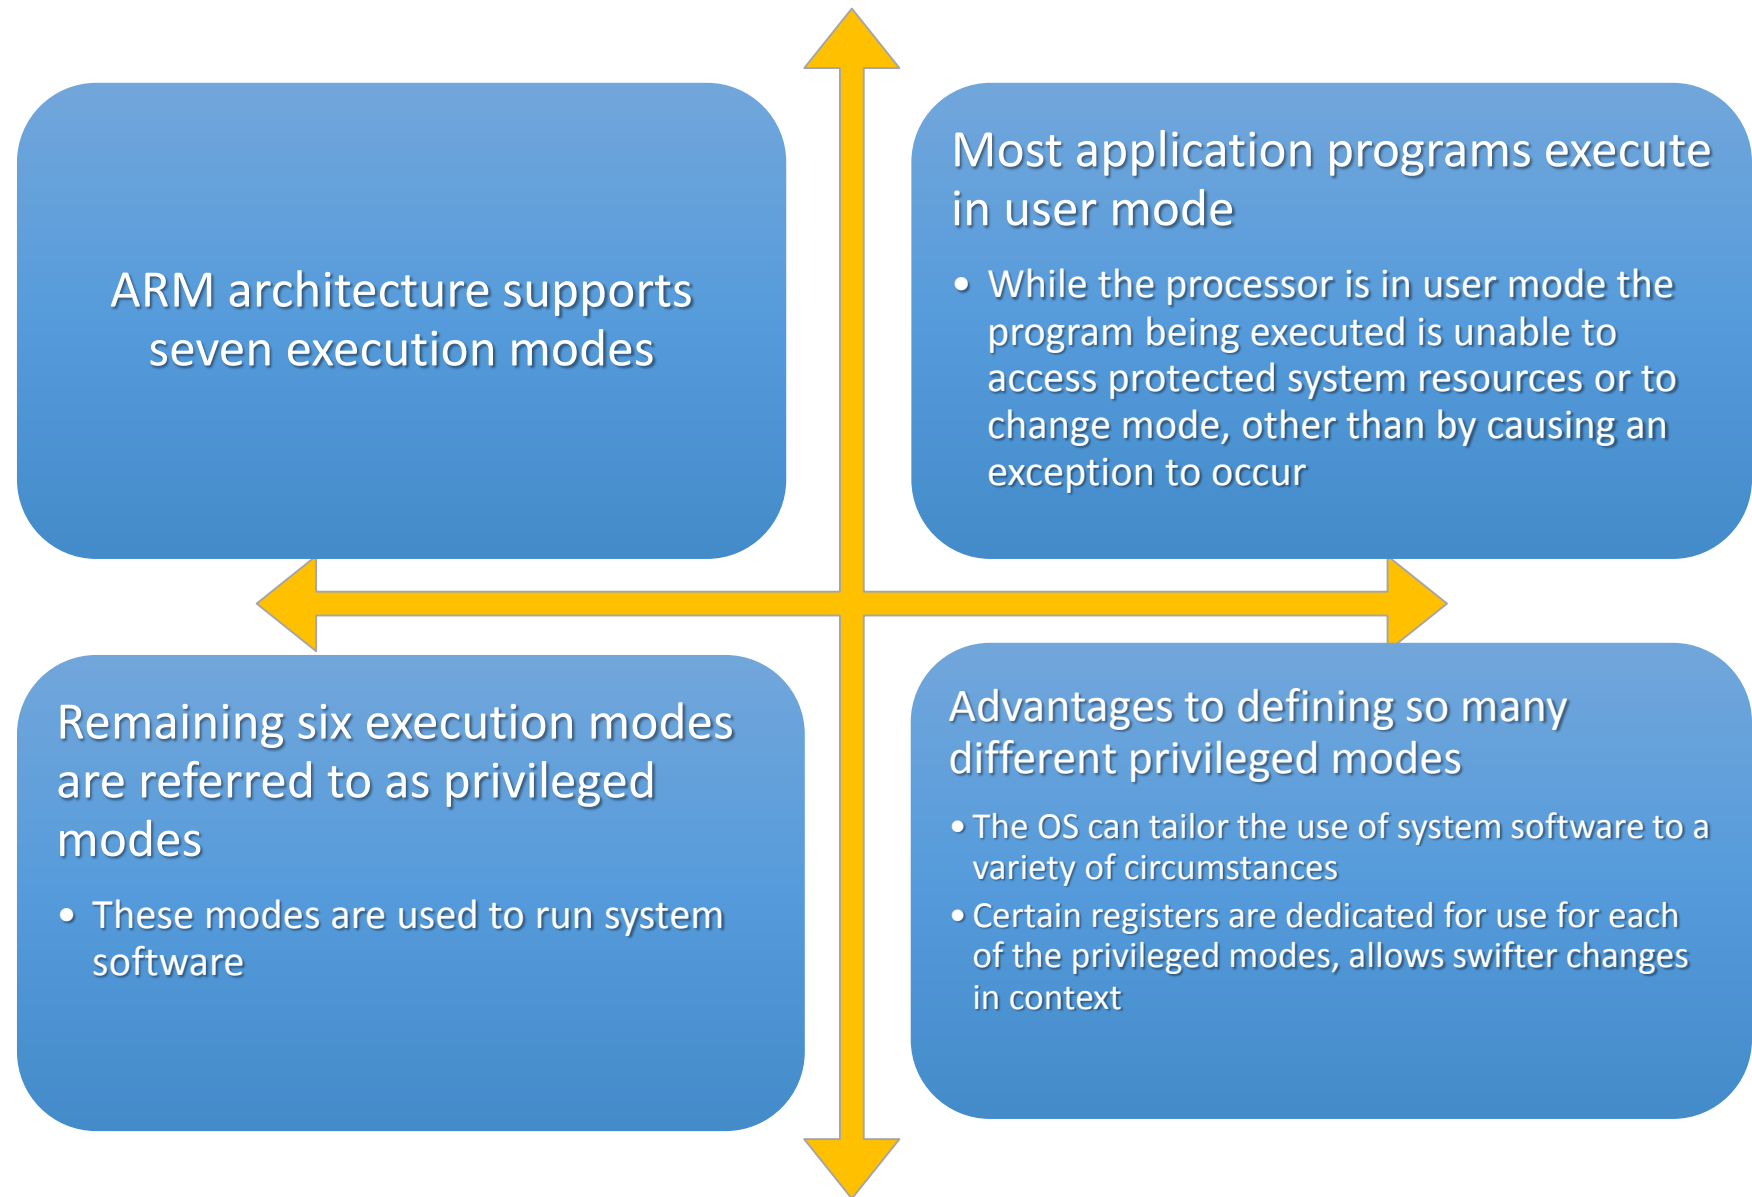 ARM architecture supports
seven execution modes
Most application programs execute
in user mode
• While the processor is in user mode the
program being executed is unable to
access protected system resources or to
change mode, other than by causing an
exception to occur
Remaining six execution modes
are referred to as privileged
modes
• These modes are used to run system
software
Advantages to defining so many
different privileged modes
• The OS can tailor the use of system software to a
variety of circumstances
• Certain registers are dedicated for use for each
of the privileged modes, allows swifter changes
in context